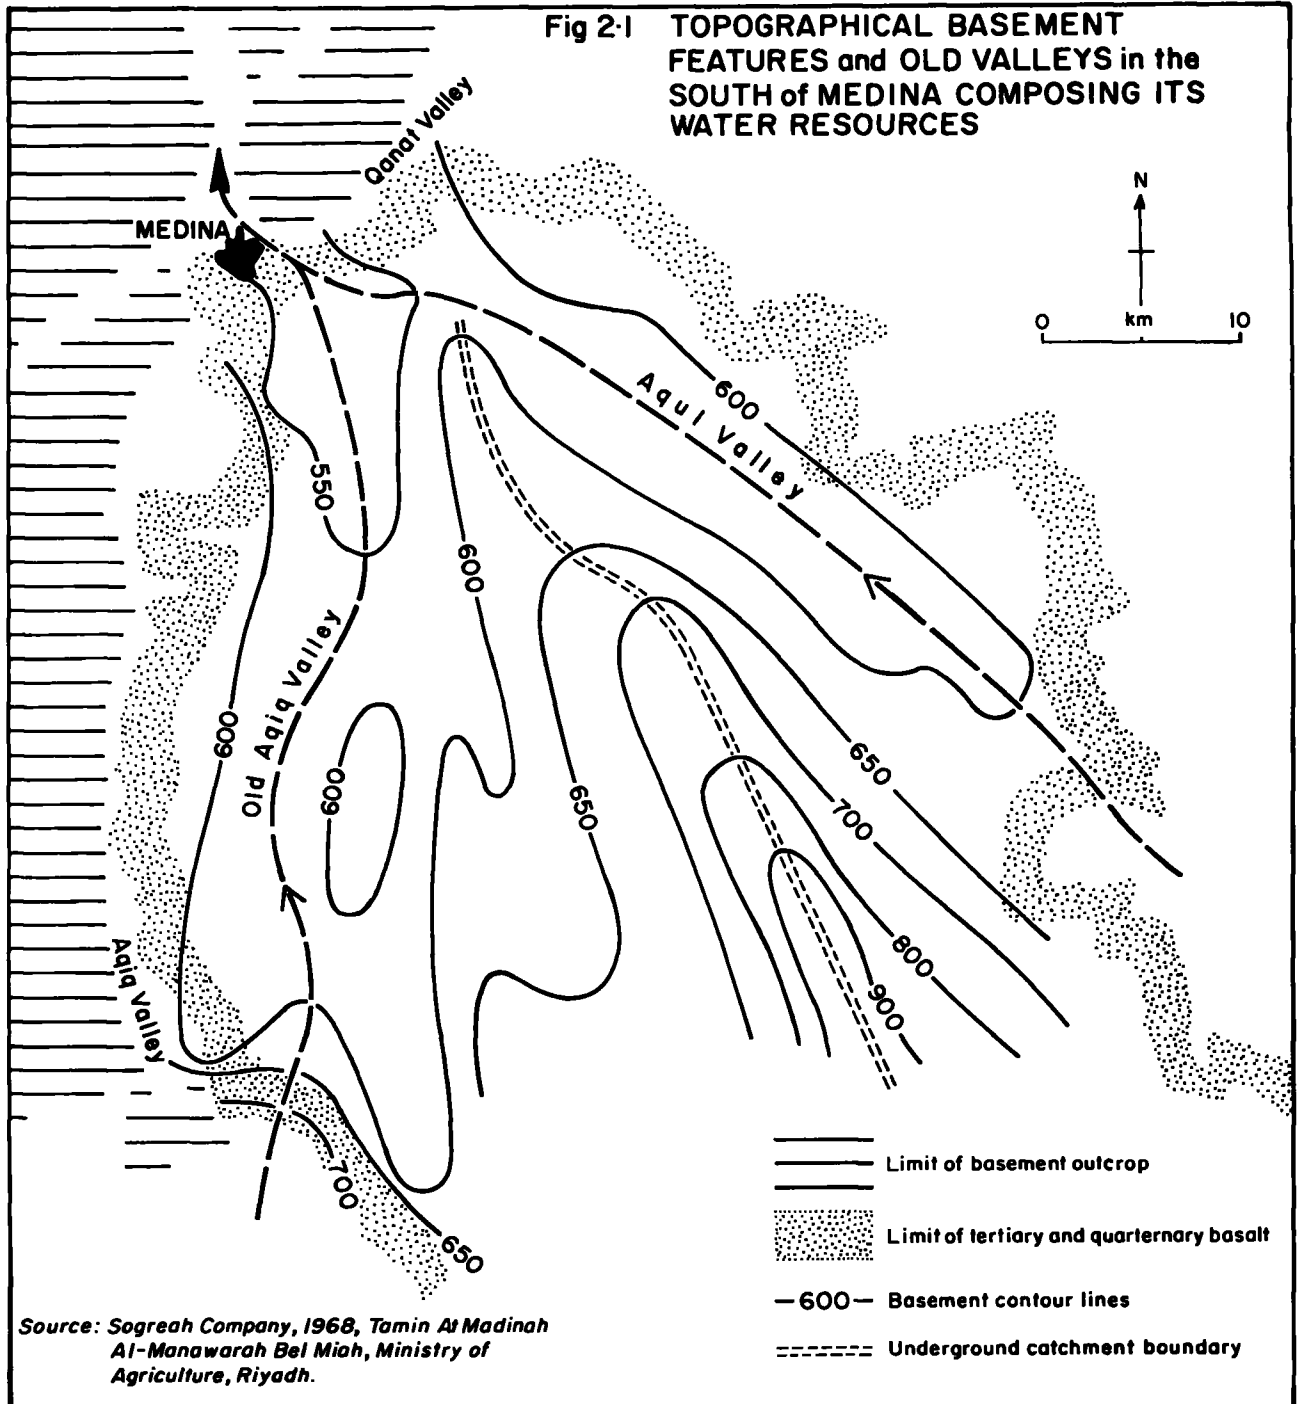 Fig 2·1 TOPOGRAPHICAL BASEMENT
FEATURES and OLD VALLEYS in the
SOUTH of MEDINA COMPOSING ITS
WATER RESOURCES
Qanat Valley
MEDINA
N
0 km 10
600
Aqul Valley
550
600
Old Aqiq Valley
600
600
650
650
700
800
900
Aqiq Valley
700
650
Limit of basement outcrop
Limit of tertiary and quarternary basalt
—600— Basement contour lines
Underground catchment boundary
Source: Sogreah Company, 1968, Tamin At Madinah
Al-Manawarah Bel Miah, Ministry of
Agriculture, Riyadh.